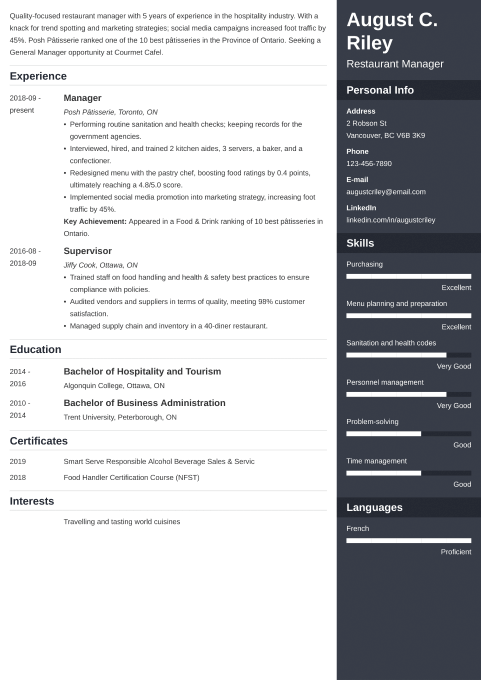 Quality-focused restaurant manager with 5 years of experience in the hospitality industry. With a
knack for trend spotting and marketing strategies; social media campaigns increased foot traffic by
45%. Posh Pâtisserie ranked one of the 10 best pâtisseries in the Province of Ontario. Seeking a
General Manager opportunity at Gourmet Cafel.
Experience
2018-09 -
present
Manager
Posh Pâtisserie, Toronto, ON
• Performing routine sanitation and health checks; keeping records for the
government agencies.
• Interviewed, hired, and trained 2 kitchen aides, 3 servers, a baker, and a
confectioner.
• Redesigned menu with the pastry chef, boosting food ratings by 0.4 points,
ultimately reaching a 4.8/5.0 score.
• Implemented social media promotion into marketing strategy, increasing foot
traffic by 45%.
Key Achievement: Appeared in a Food & Drink ranking of 10 best pâtisseries in
Ontario.
2016-08 -
2018-09
Supervisor
Jiffy Cook, Ottawa, ON
• Trained staff on food handling and health & safety best practices to ensure
compliance with policies.
• Audited vendors and suppliers in terms of quality, meeting 98% customer
satisfaction.
• Managed supply chain and inventory in a 40-diner restaurant.
Education
2014 -
2016
Bachelor of Hospitality and Tourism
Algonquin College, Ottawa, ON
2010 -
2014
Bachelor of Business Administration
Trent University, Peterborough, ON
Certificates
2019 Smart Serve Responsible Alcohol Beverage Sales & Servic
2018 Food Handler Certification Course (NFST)
Interests
Travelling and tasting world cuisines
August C.
Riley
Restaurant Manager
Personal Info
Address
2 Robson St
Vancouver, BC V6B 3K9
Phone
123-456-7890
E-mail
augustcriley@email.com
LinkedIn
linkedin.com/in/augustcriley
Skills
Purchasing
Excellent
Menu planning and preparation
Excellent
Sanitation and health codes
Very Good
Personnel management
Very Good
Problem-solving
Good
Time management
Good
Languages
French
Proficient